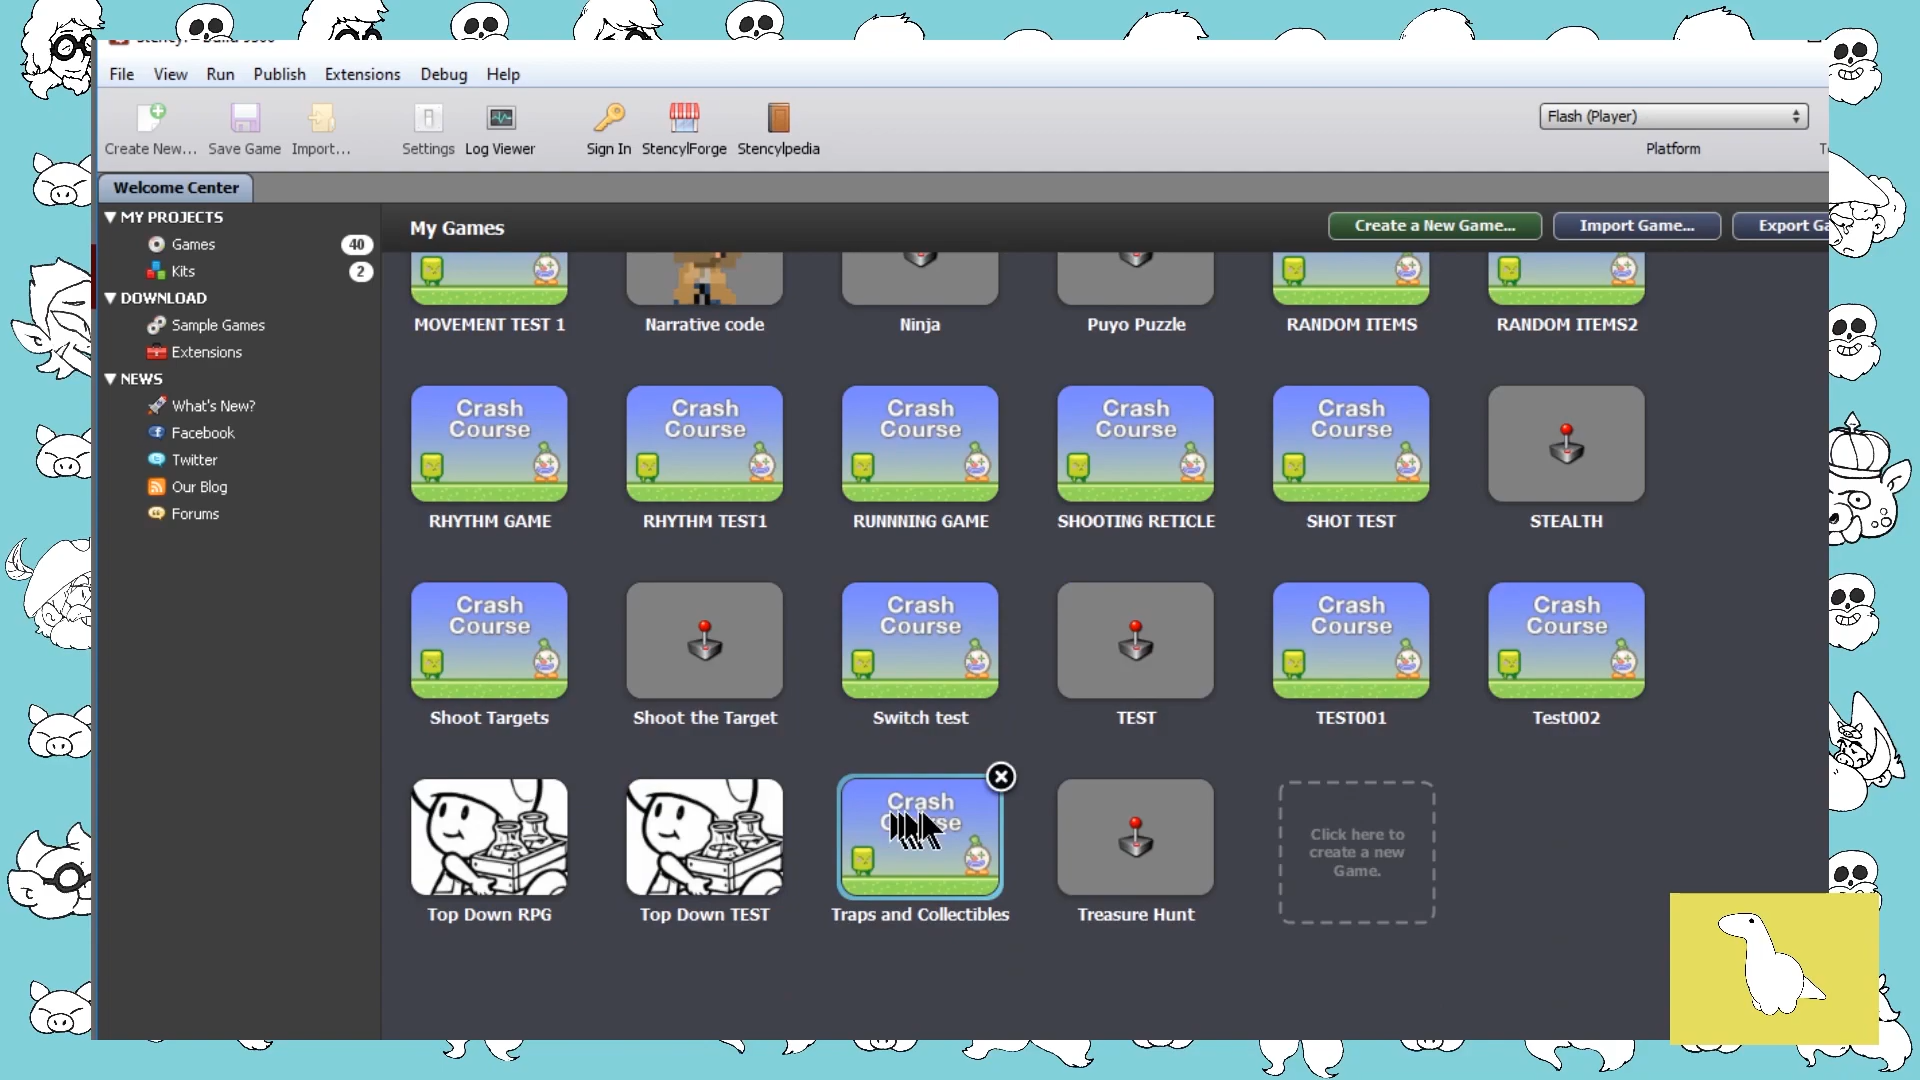 File View Run Publish Extensions Debug Help
Create New... Save Game Import... Settings Log Viewer Sign In StencylForge Stencylpedia
Flash (Player)
Platform
Welcome Center
MY PROJECTS
Games 40
Kits 2
DOWNLOAD
Sample Games
Extensions
NEWS
What's New?
Facebook
Twitter
Our Blog
Forums
My Games
Create a New Game... Import Game... Export
MOVEMENT TEST 1 Narrative code Ninja Puyo Puzzle RANDOM ITEMS RANDOM ITEMS2
Crash Crash Crash Crash Crash
Course Course Course Course Course
RHYTHM GAME RHYTHM TEST1 RUNNNING GAME SHOOTING RETICLE SHOT TEST STEALTH
Crash Crash Crash Crash
Course Course Course Course
Shoot Targets Shoot the Target Switch test TEST TEST001 Test002
Crash
Click here to
create a new
Game.
Top Down RPG Top Down TEST Traps and Collectibles Treasure Hunt